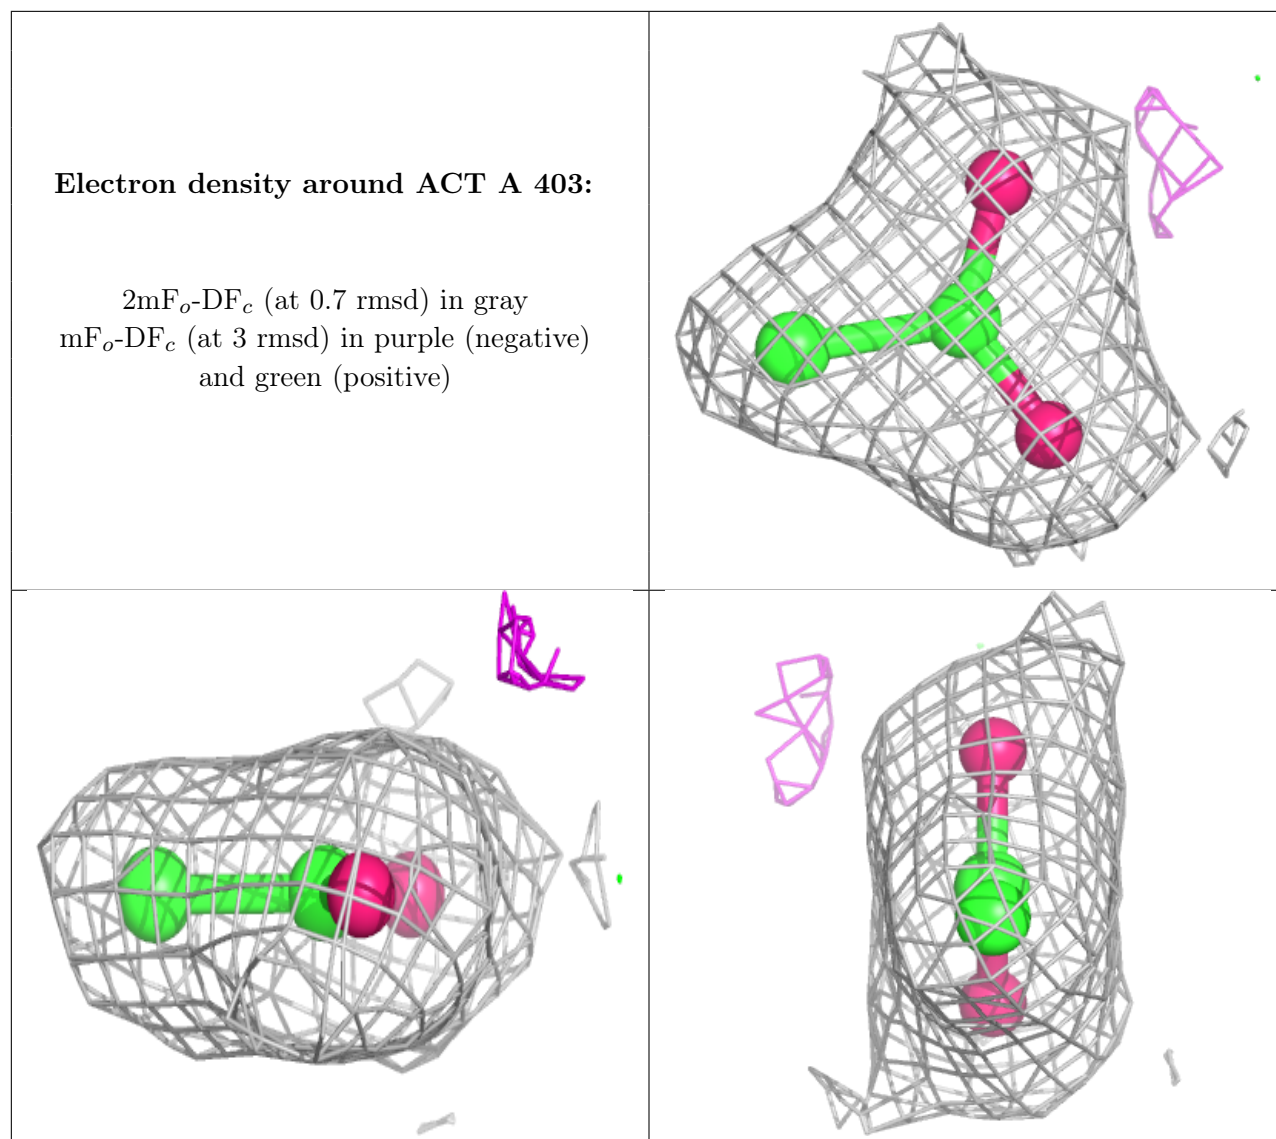 Electron density around ACT A 403:
2mFₒ-DF𝑐 (at 0.7 rmsd) in gray
mFₒ-DF𝑐 (at 3 rmsd) in purple (negative)
and green (positive)